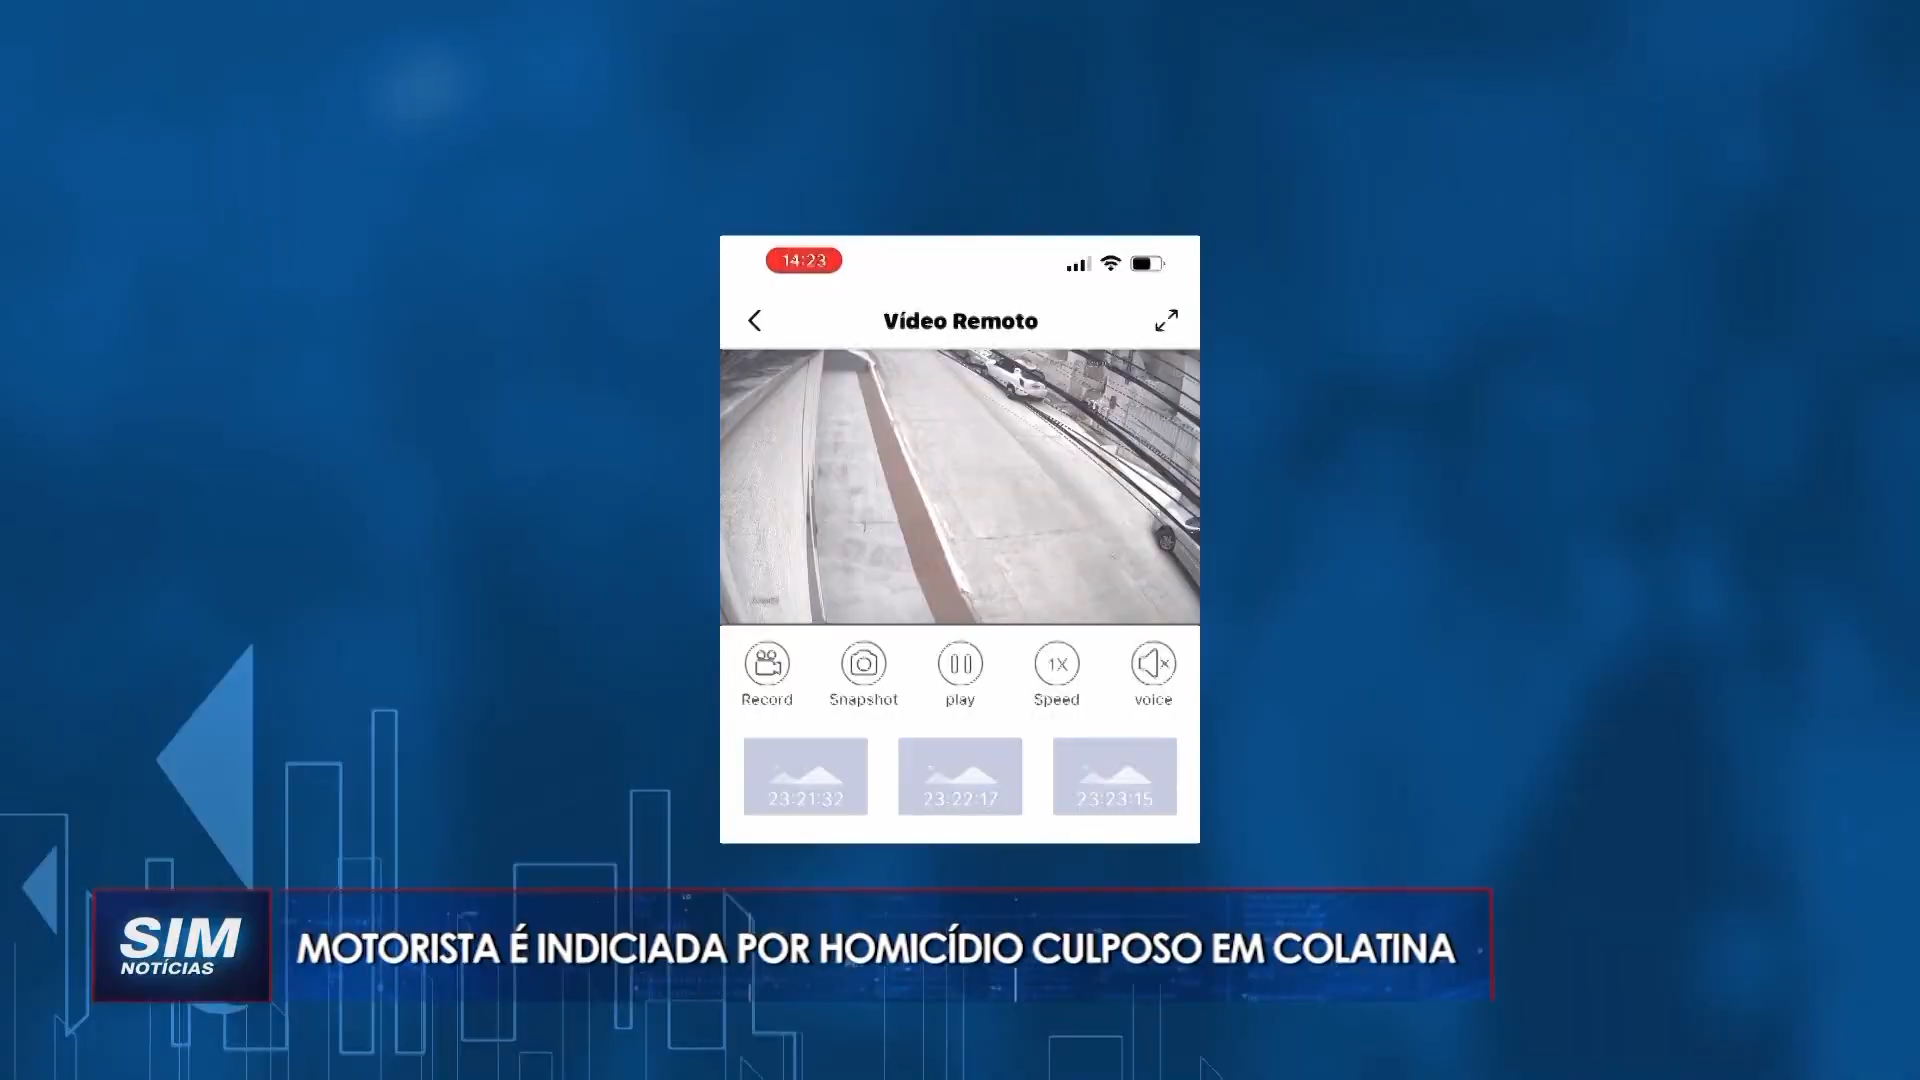 14:23
Vídeo Remoto
Record
Snapshot
play
1X
Speed
voice
23:21:32
23:22:17
23:23:15
SIM
NOTÍCIAS
MOTORISTA É INDICIADA POR HOMICÍDIO CULPOSO EM COLATINA